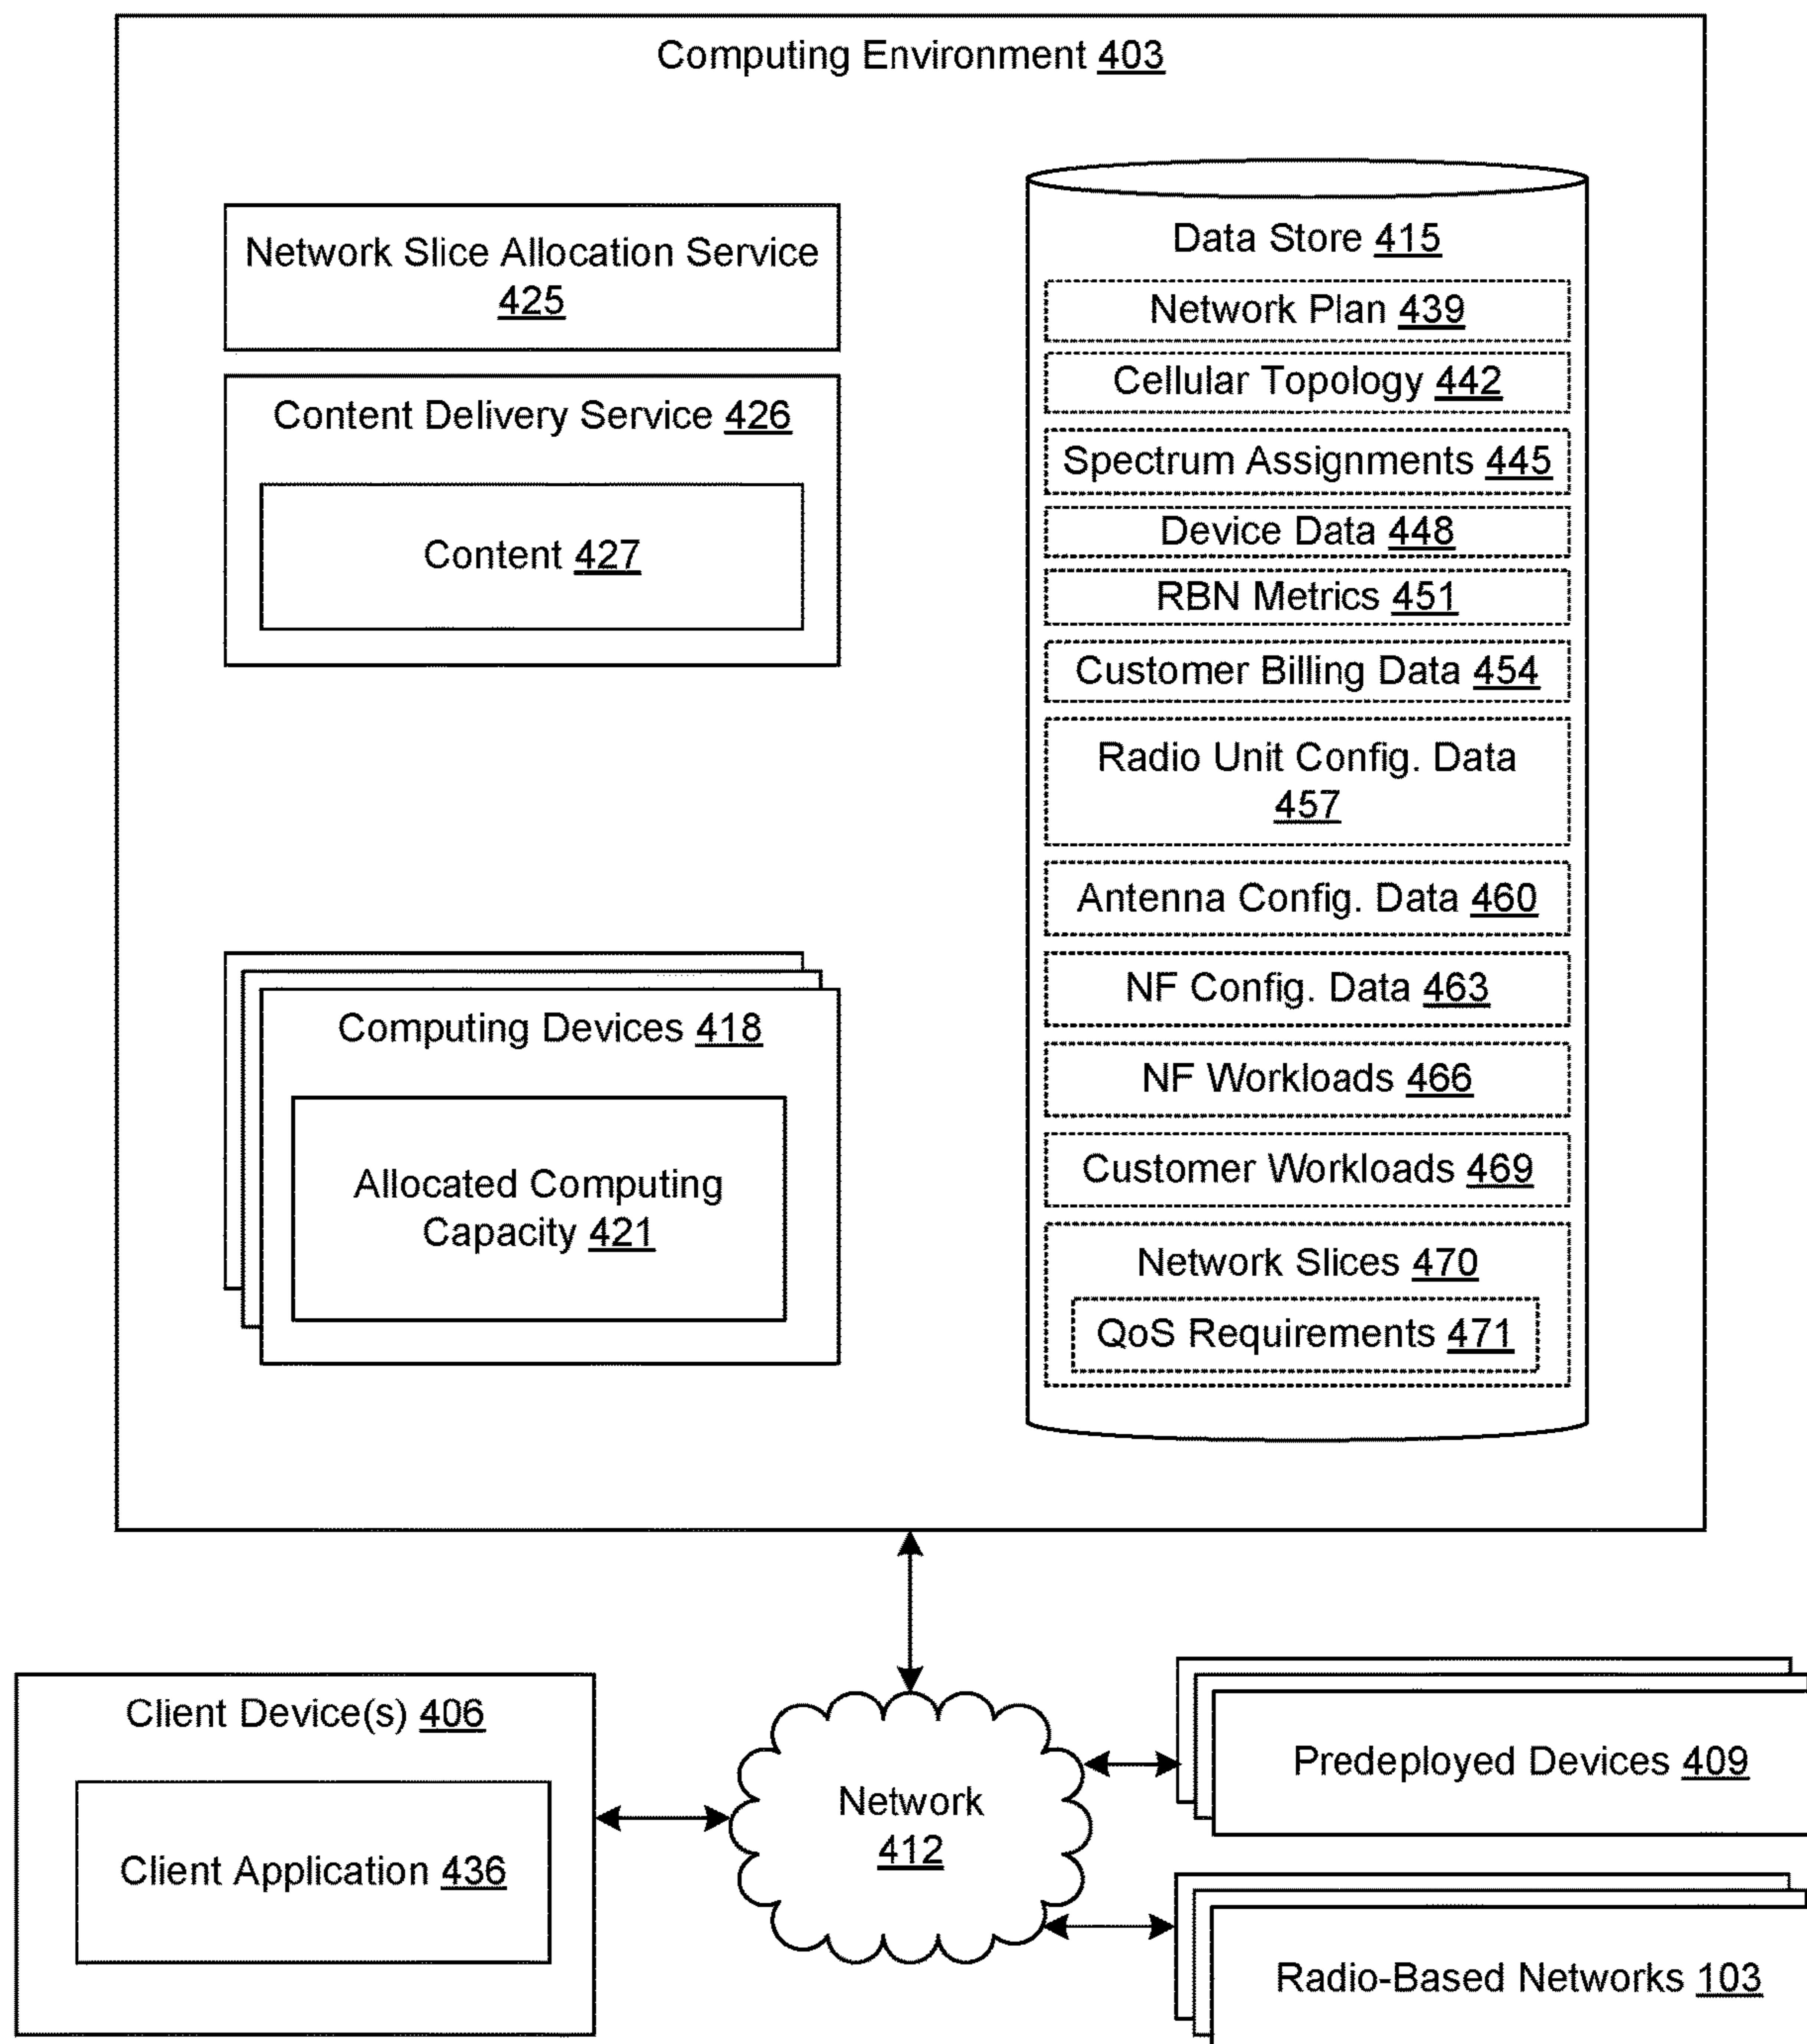 Computing Environment 403
Network Slice Allocation Service
425
Content Delivery Service 426
Content 427
Computing Devices 418
Allocated Computing
Capacity 421
Data Store 415
Network Plan 439
Cellular Topology 442
Spectrum Assignments 445
Device Data 448
RBN Metrics 451
Customer Billing Data 454
Radio Unit Config. Data
457
Antenna Config. Data 460
NF Config. Data 463
NF Workloads 466
Customer Workloads 469
Network Slices 470
QoS Requirements 471
Client Device(s) 406
Client Application 436
Network
412
Predeployed Devices 409
Radio-Based Networks 103